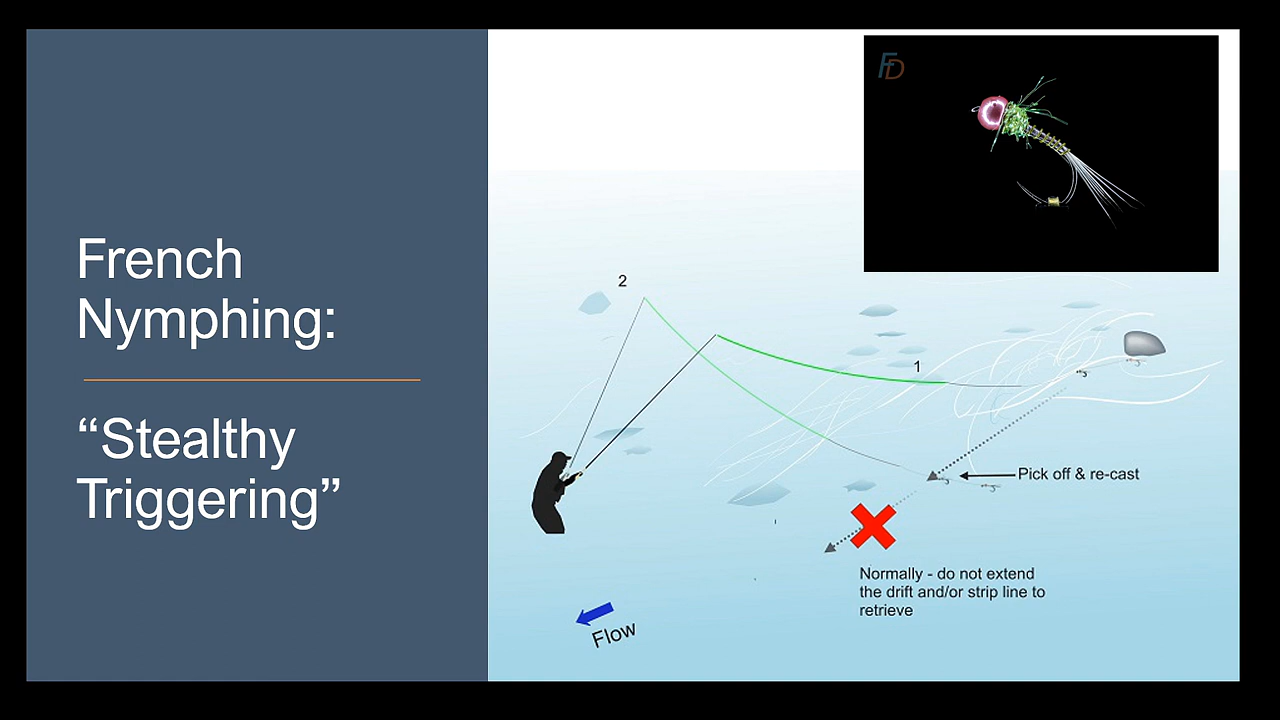 French
Nymphing:
“Stealthy
Triggering”
FD
2
1
Pick off & re-cast
Normally - do not extend
the drift and/or strip line to
retrieve
Flow